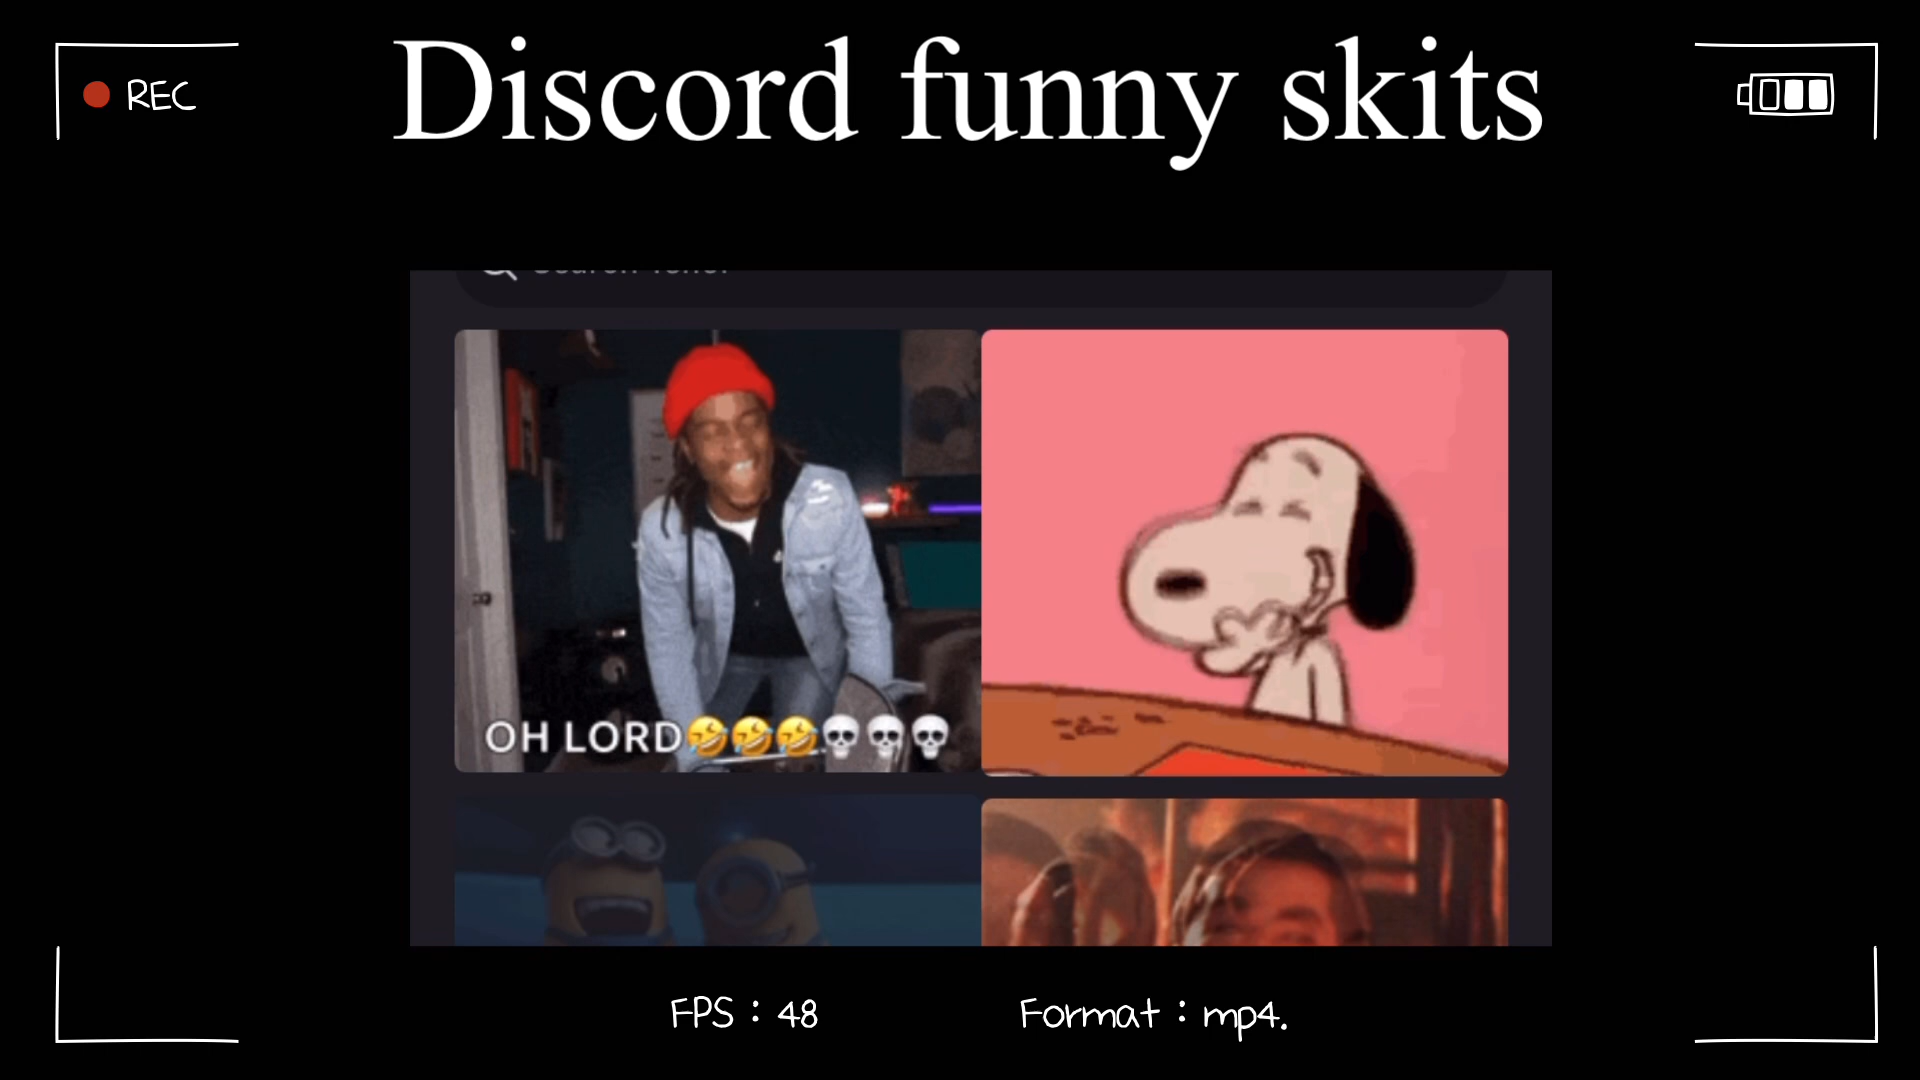 Discord funny skits
REC
OH LORD🤣🤣🤣💀💀💀
FPS : 48
Format : mp4.